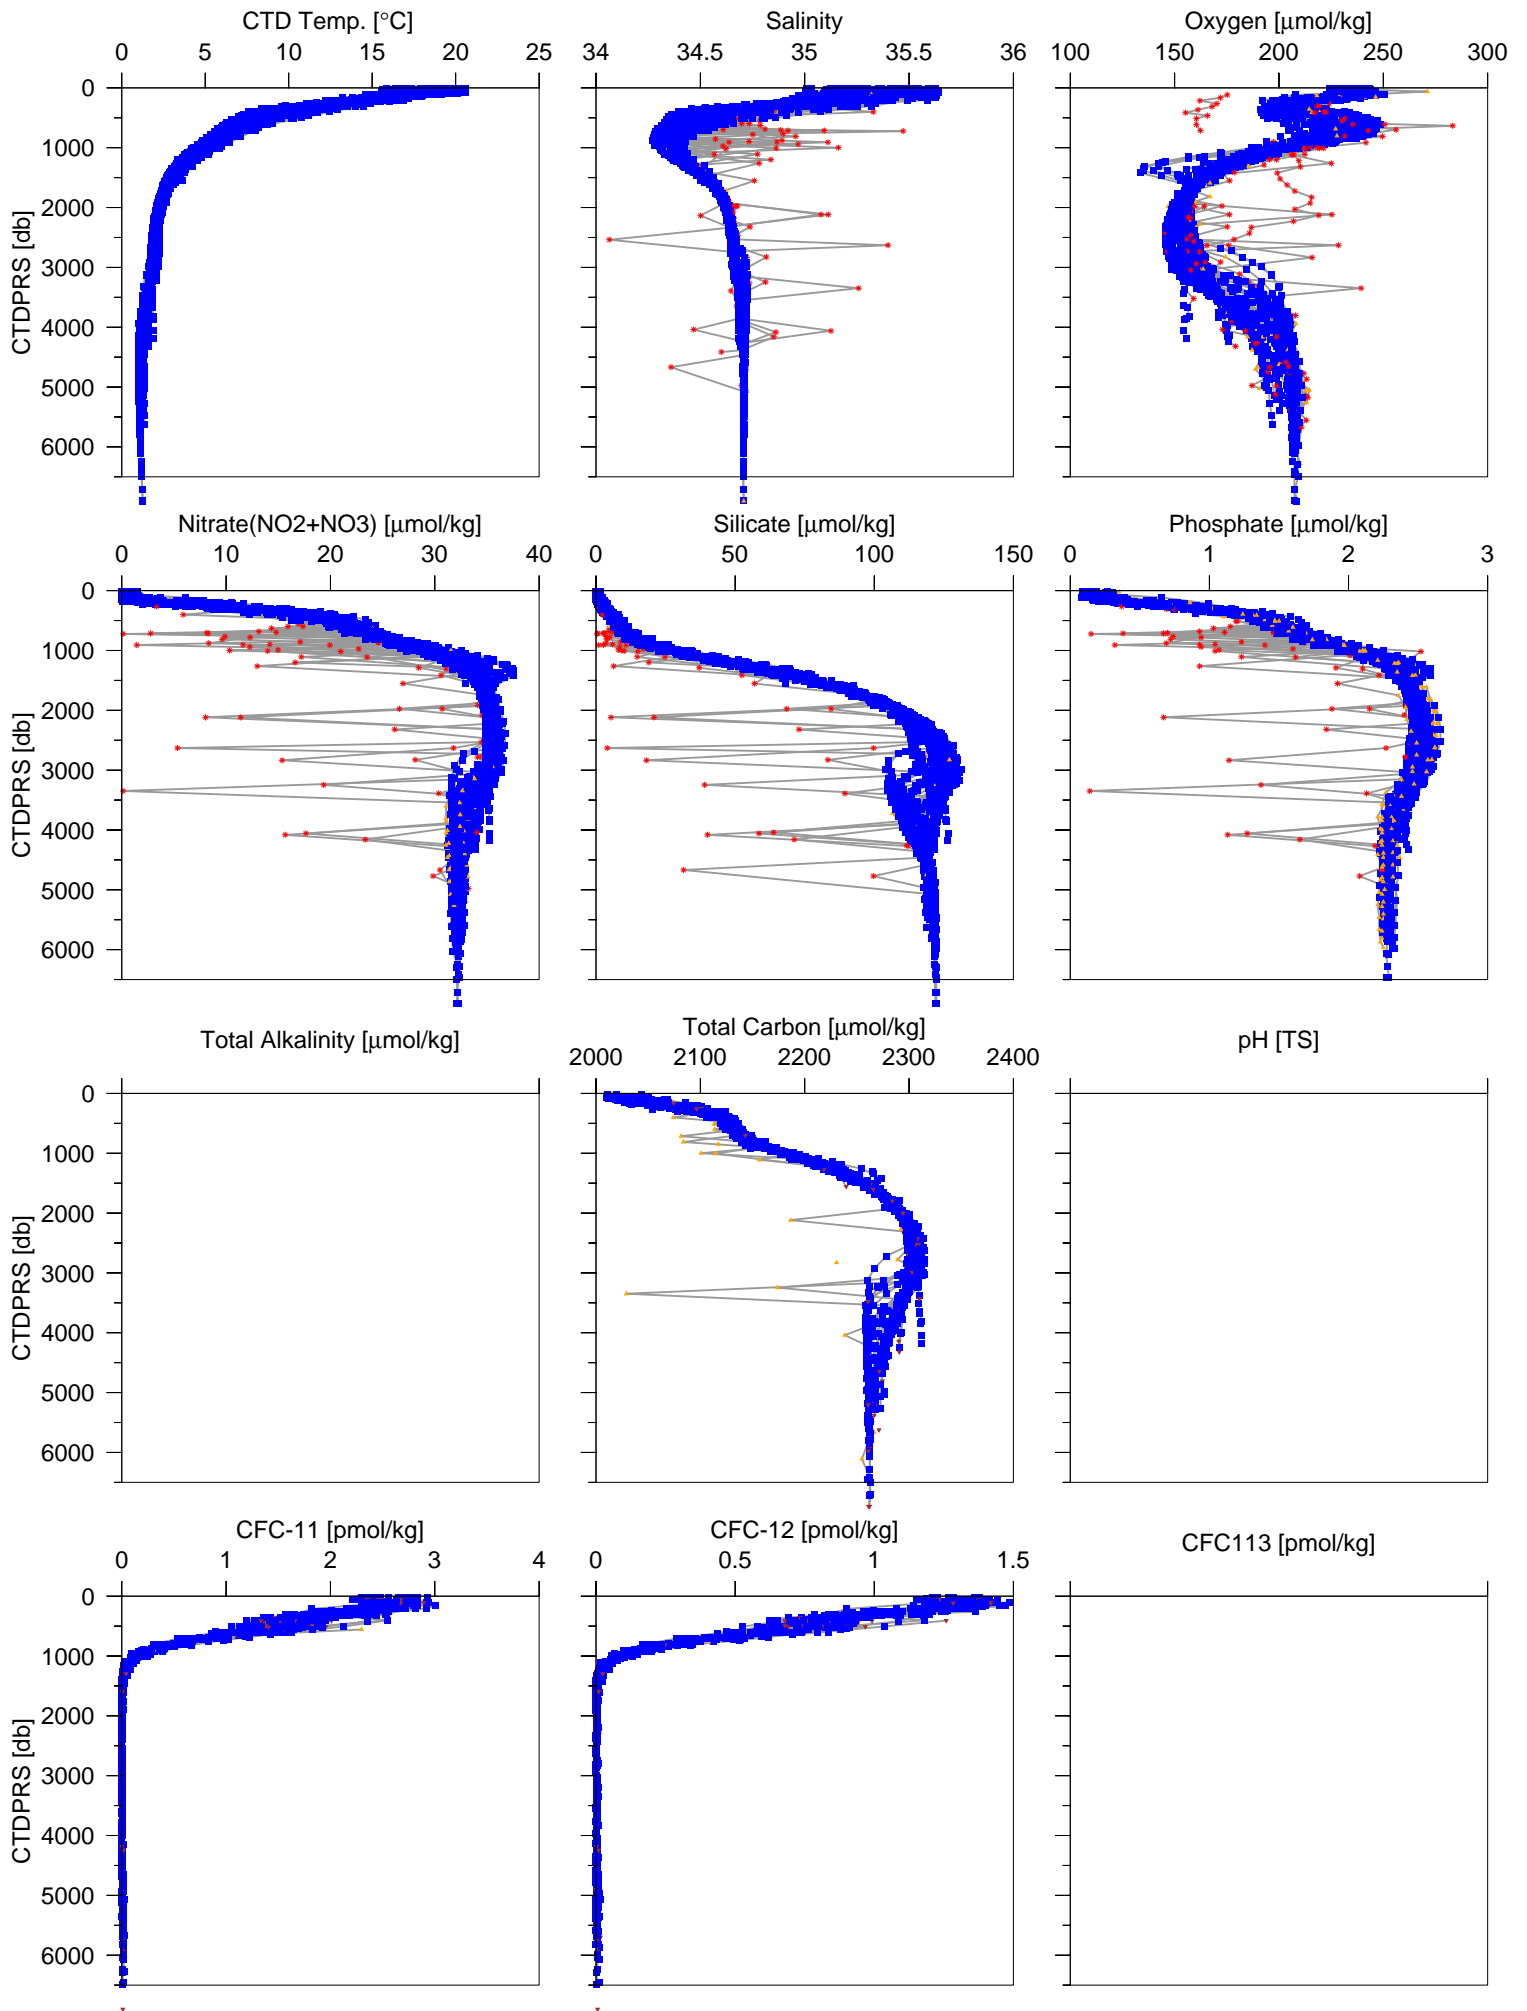 CTD Temp. [°C] Salinity Oxygen [μmol/kg]
0 5 10 15 20 25 34 34.5 35 35.5 36 100 150 200 250 300
0
1000
2000
3000
4000
5000
6000
CTDPRS [db]
Nitrate(NO2+NO3) [μmol/kg] Silicate [μmol/kg] Phosphate [μmol/kg]
0 10 20 30 40 0 50 100 150 0 1 2 3
0
1000
2000
3000
4000
5000
6000
CTDPRS [db]
Total Alkalinity [μmol/kg] Total Carbon [μmol/kg] pH [TS]
2000 2100 2200 2300 2400
0
1000
2000
3000
4000
5000
6000
CTDPRS [db]
CFC-11 [pmol/kg] CFC-12 [pmol/kg] CFC113 [pmol/kg]
0 1 2 3 4 0 0.5 1 1.5
0
1000
2000
3000
4000
5000
6000
CTDPRS [db]